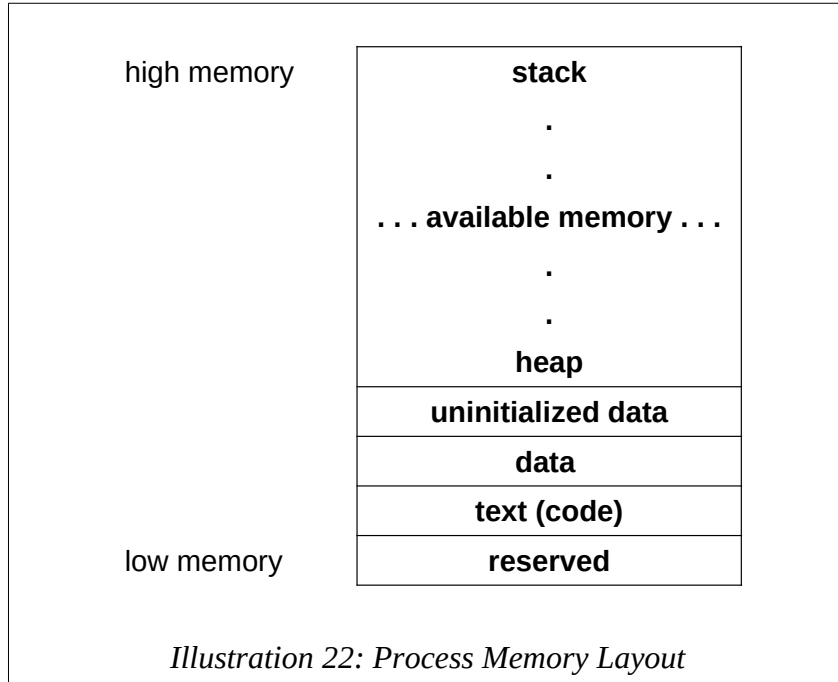 high memory stack
.
.
. . . available memory . . .
.
.
heap
uninitialized data
data
text (code)
low memory reserved
Illustration 22: Process Memory Layout